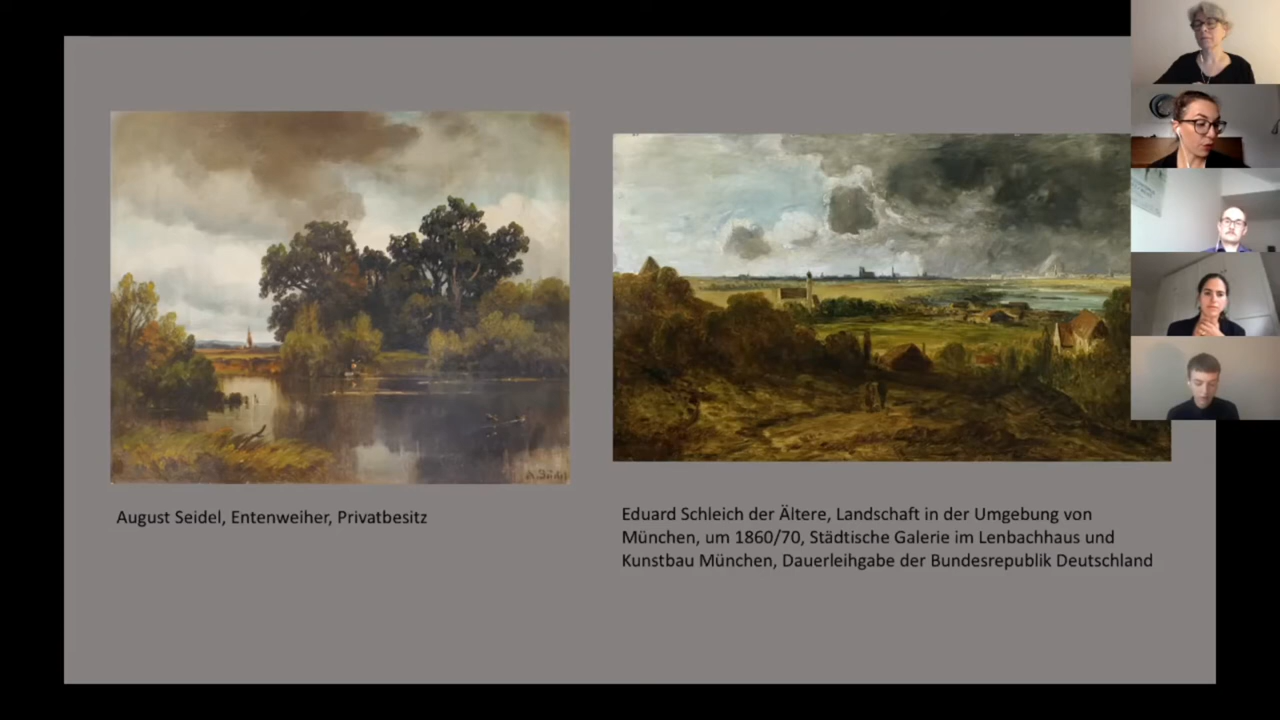 August Seidel, Entenweiher, Privatbesitz
Eduard Schleich der Ältere, Landschaft in der Umgebung von
München, um 1860/70, Städtische Galerie im Lenbachhaus und
Kunstbau München, Dauerleihgabe der Bundesrepublik Deutschland